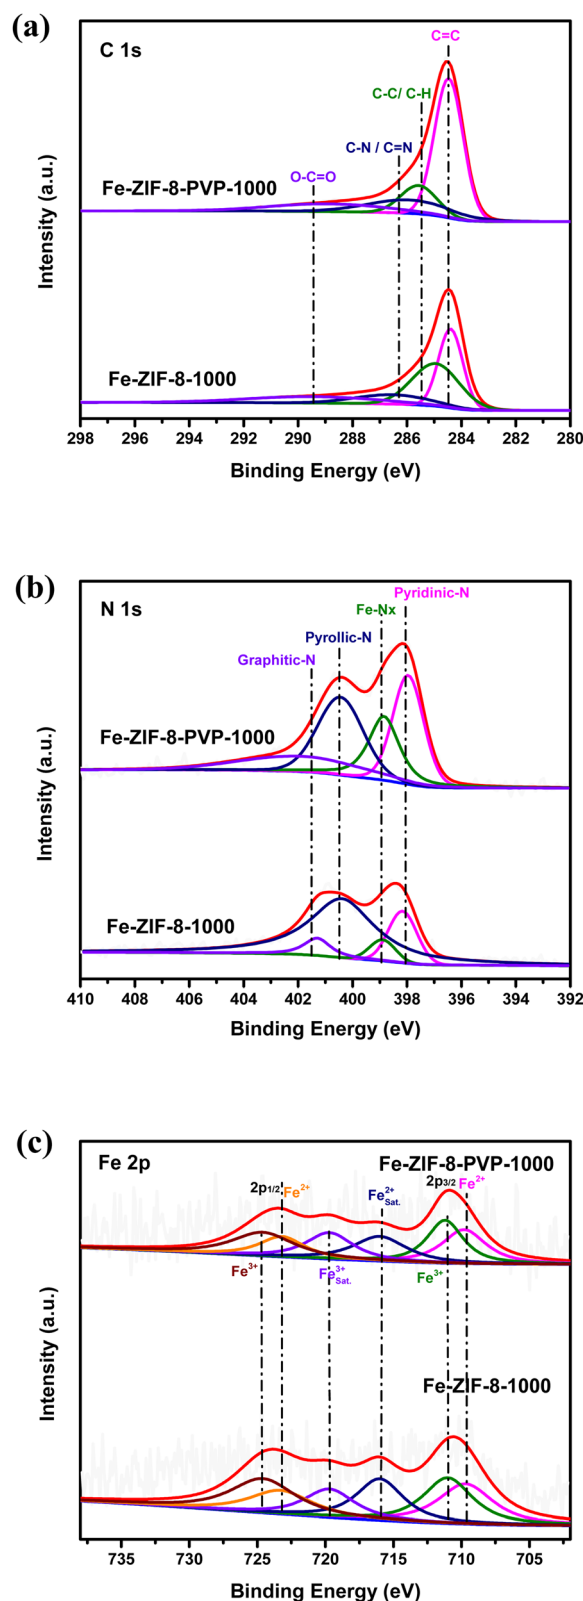 (a)
C 1s
C=C
C-C/ C-H
C-N / C=N
O-C=O
Fe-ZIF-8-PVP-1000
Fe-ZIF-8-1000
Intensity (a.u.)
298 296 294 292 290 288 286 284 282 280
Binding Energy (eV)
(b)
N 1s
Pyridinic-N
Fe-Nx
Pyrollic-N
Graphitic-N
Fe-ZIF-8-PVP-1000
Fe-ZIF-8-1000
Intensity (a.u.)
410 408 406 404 402 400 398 396 394 392
Binding Energy (eV)
(c)
Fe 2p
Fe-ZIF-8-PVP-1000
2p1/2 Fe2+
Fe2+ Sat.
2p3/2 Fe2+
Fe3+
Fe3+ Sat.
Fe3+
Fe-ZIF-8-1000
Intensity (a.u.)
735 730 725 720 715 710 705
Binding Energy (eV)